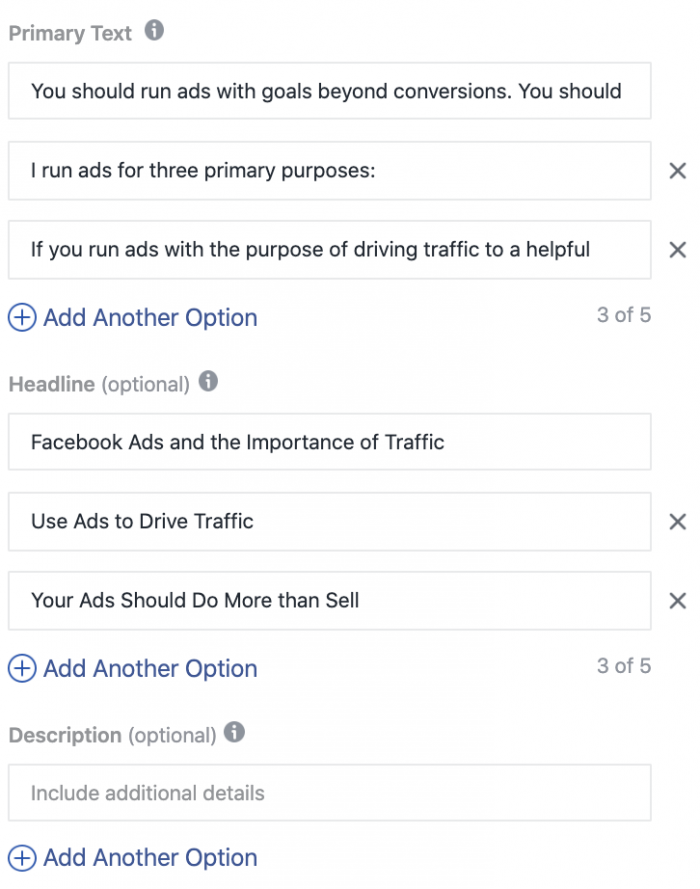 Primary Text
You should run ads with goals beyond conversions. You should
I run ads for three primary purposes:
If you run ads with the purpose of driving traffic to a helpful
Add Another Option
3 of 5
Headline (optional)
Facebook Ads and the Importance of Traffic
Use Ads to Drive Traffic
Your Ads Should Do More than Sell
Add Another Option
3 of 5
Description (optional)
Include additional details
Add Another Option